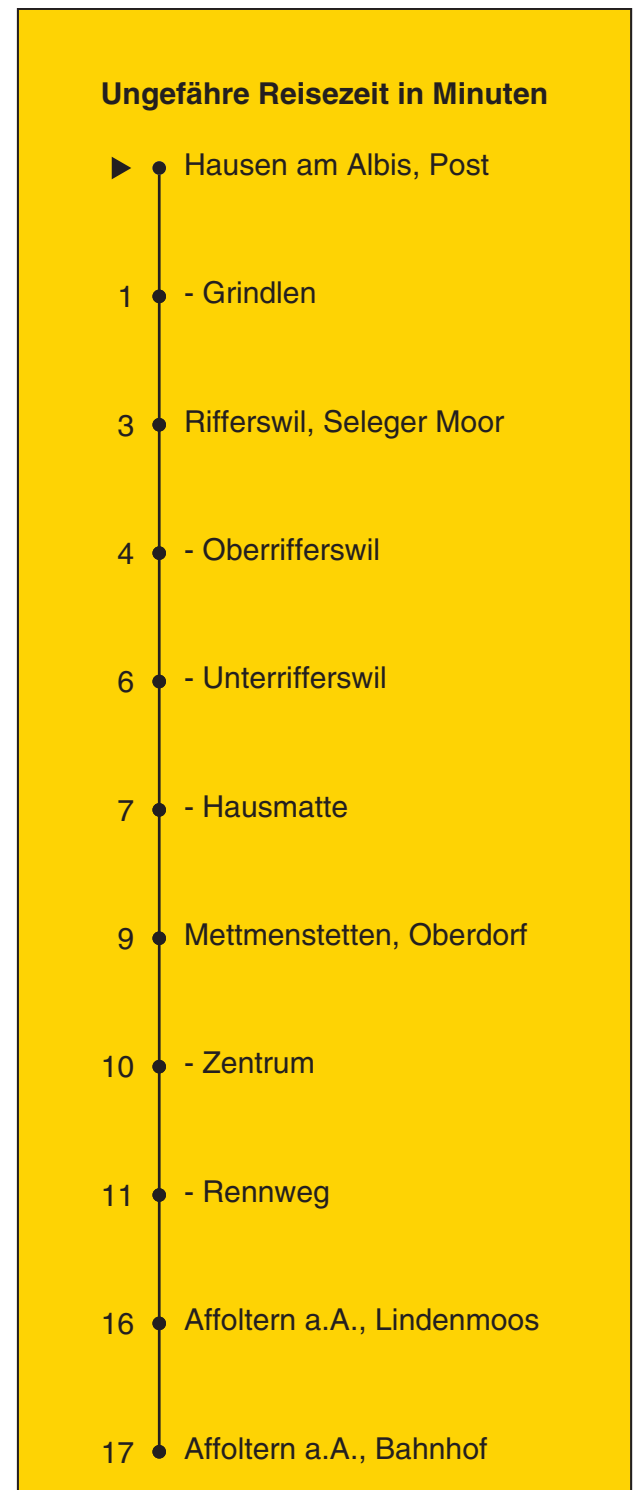 Ungefähre Reisezeit in Minuten
Hausen am Albis, Post
1 - Grindlen
3 Rifferswil, Seleger Moor
4 - Oberrifferswil
6 - Unterrifferswil
7 - Hausmatte
9 Mettmenstetten, Oberdorf
10 - Zentrum
11 - Rennweg
16 Affoltern a.A., Lindenmoos
17 Affoltern a.A., Bahnhof